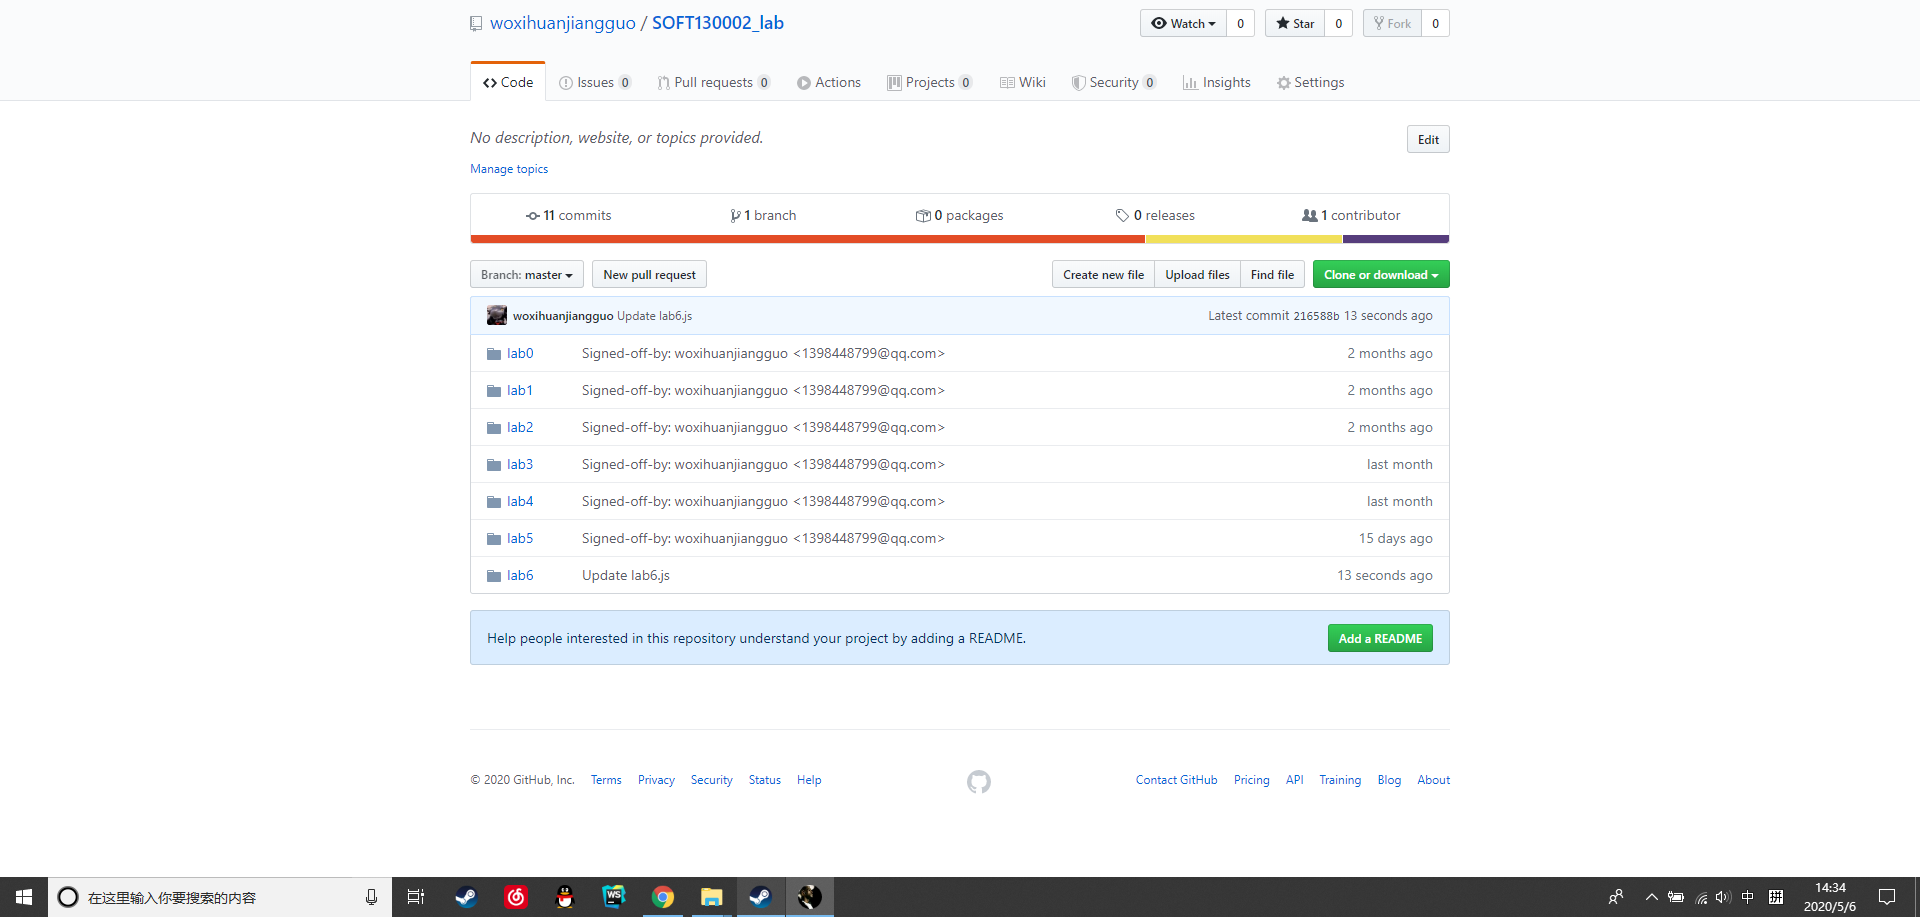 woxihuanjiangguo / SOFT130002_lab
Watch 0 Star 0 Fork 0
Code Issues 0 Pull requests 0 Actions Projects 0 Wiki Security 0 Insights Settings
No description, website, or topics provided. Edit
Manage topics
11 commits 1 branch 0 packages 0 releases 1 contributor
Branch: master New pull request Create new file Upload files Find file Clone or download
woxihuanjiangguo Update lab6.js Latest commit 216588b 13 seconds ago
lab0 Signed-off-by: woxihuanjiangguo <1398448799@qq.com> 2 months ago
lab1 Signed-off-by: woxihuanjiangguo <1398448799@qq.com> 2 months ago
lab2 Signed-off-by: woxihuanjiangguo <1398448799@qq.com> 2 months ago
lab3 Signed-off-by: woxihuanjiangguo <1398448799@qq.com> last month
lab4 Signed-off-by: woxihuanjiangguo <1398448799@qq.com> last month
lab5 Signed-off-by: woxihuanjiangguo <1398448799@qq.com> 15 days ago
lab6 Update lab6.js 13 seconds ago
Help people interested in this repository understand your project by adding a README. Add a README
© 2020 GitHub, Inc. Terms Privacy Security Status Help Contact GitHub Pricing API Training Blog About
在这里输入你要搜索的内容 WS 中 拼 14:34
2020/5/6